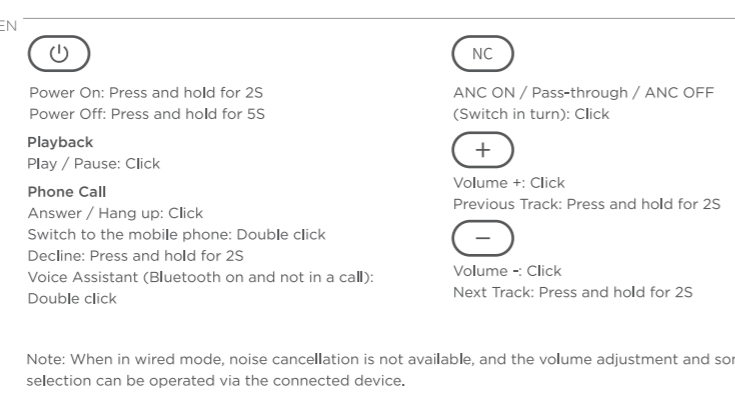 EN
Power On: Press and hold for 2S
Power Off: Press and hold for 5S
Playback
Play / Pause: Click
Phone Call
Answer / Hang up: Click
Switch to the mobile phone: Double click
Decline: Press and hold for 2S
Voice Assistant (Bluetooth on and not in a call):
Double click
NC
ANC ON / Pass-through / ANC OFF
(Switch in turn): Click
+
Volume +: Click
Previous Track: Press and hold for 2S
−
Volume -: Click
Next Track: Press and hold for 2S
Note: When in wired mode, noise cancellation is not available, and the volume adjustment and
selection can be operated via the connected device.